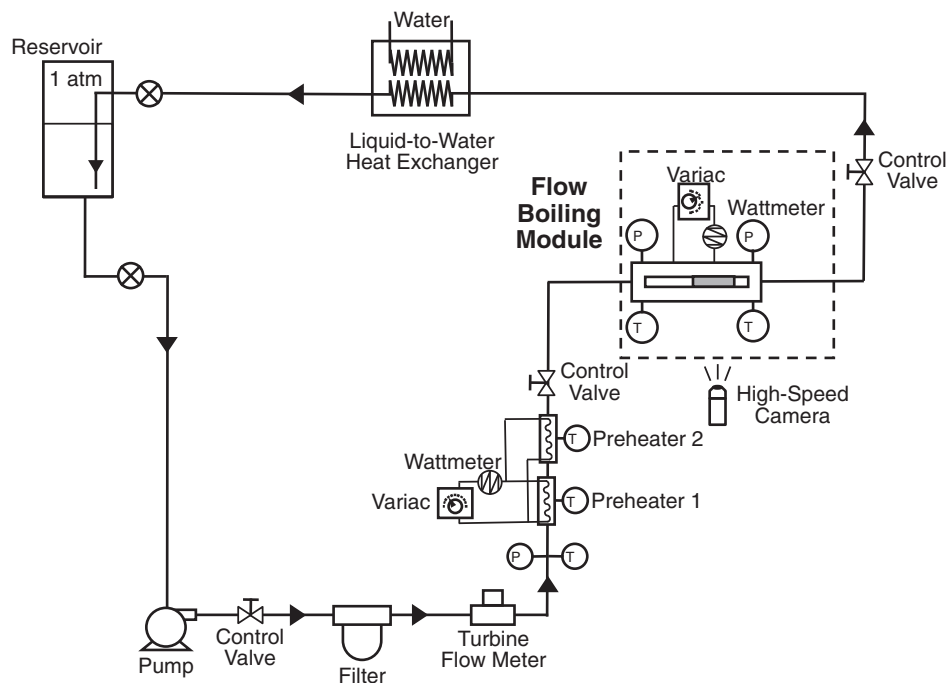 Water
Reservoir
1 atm
Liquid-to-Water
Heat Exchanger
Control
Valve
Flow
Boiling
Module
Variac
Wattmeter
P
P
T
T
Control
Valve
High-Speed
Camera
T
Preheater 2
Wattmeter
Variac
T
Preheater 1
P
T
Pump
Control
Valve
Filter
Turbine
Flow Meter